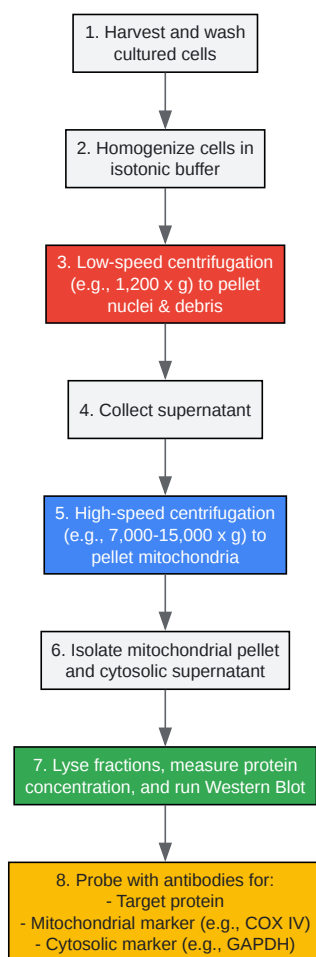 1. Harvest and wash
cultured cells
2. Homogenize cells in
isotonic buffer
3. Low-speed centrifugation
(e.g., 1,200 x g) to pellet
nuclei & debris
4. Collect supernatant
5. High-speed centrifugation
(e.g., 7,000-15,000 x g) to
pellet mitochondria
6. Isolate mitochondrial pellet
and cytosolic supernatant
7. Lyse fractions, measure protein
concentration, and run Western Blot
8. Probe with antibodies for:
- Target protein
- Mitochondrial marker (e.g., COX IV)
- Cytosolic marker (e.g., GAPDH)